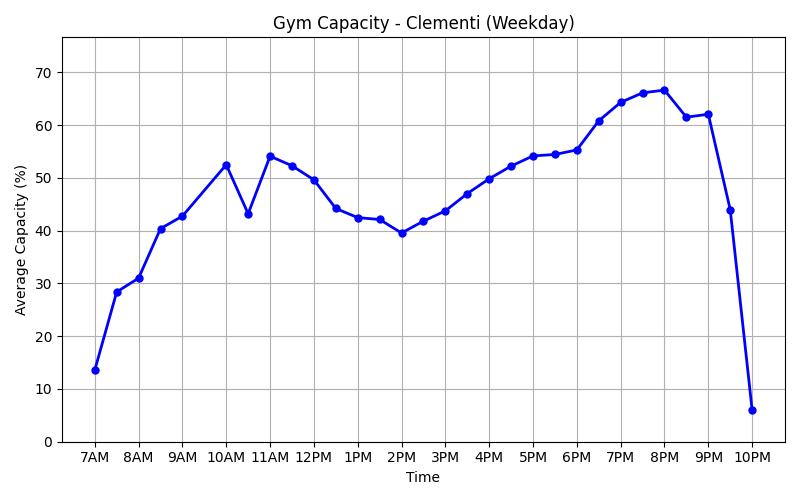 Gym Capacity - Clementi (Weekday)
Average Capacity (%)
70
60
50
40
30
20
10
0
7AM 8AM 9AM 10AM 11AM 12PM 1PM 2PM 3PM 4PM 5PM 6PM 7PM 8PM 9PM 10PM
Time